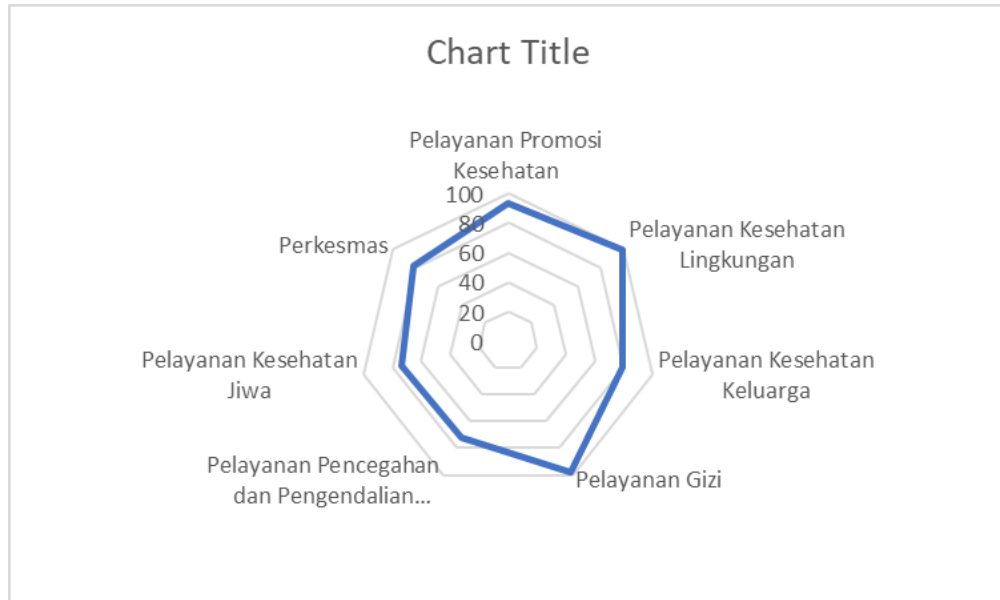 Chart Title
Pelayanan Promosi
Kesehatan
100
80
60
40
20
0
Pelayanan Kesehatan
Lingkungan
Pelayanan Kesehatan
Keluarga
Pelayanan Gizi
Pelayanan Pencegahan
dan Pengendalian...
Pelayanan Kesehatan
Jiwa
Perkesmas